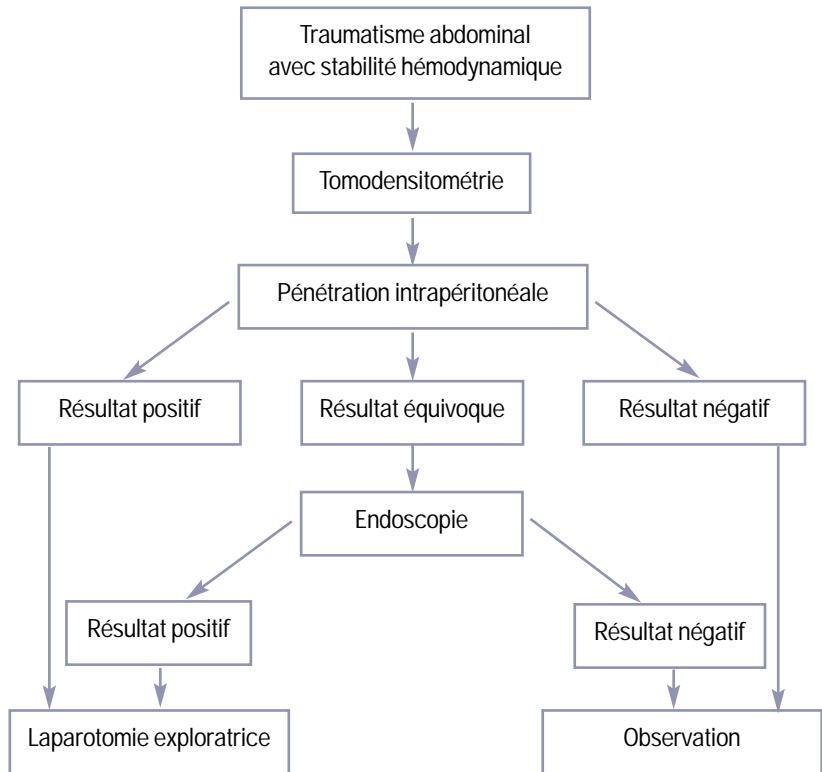 Traumatisme abdominal
avec stabilité hémodynamique
Tomodensitométrie
Pénétration intrapéritonéale
Résultat positif
Résultat équivoque
Résultat négatif
Endoscopie
Résultat positif
Résultat négatif
Laparotomie exploratrice
Observation